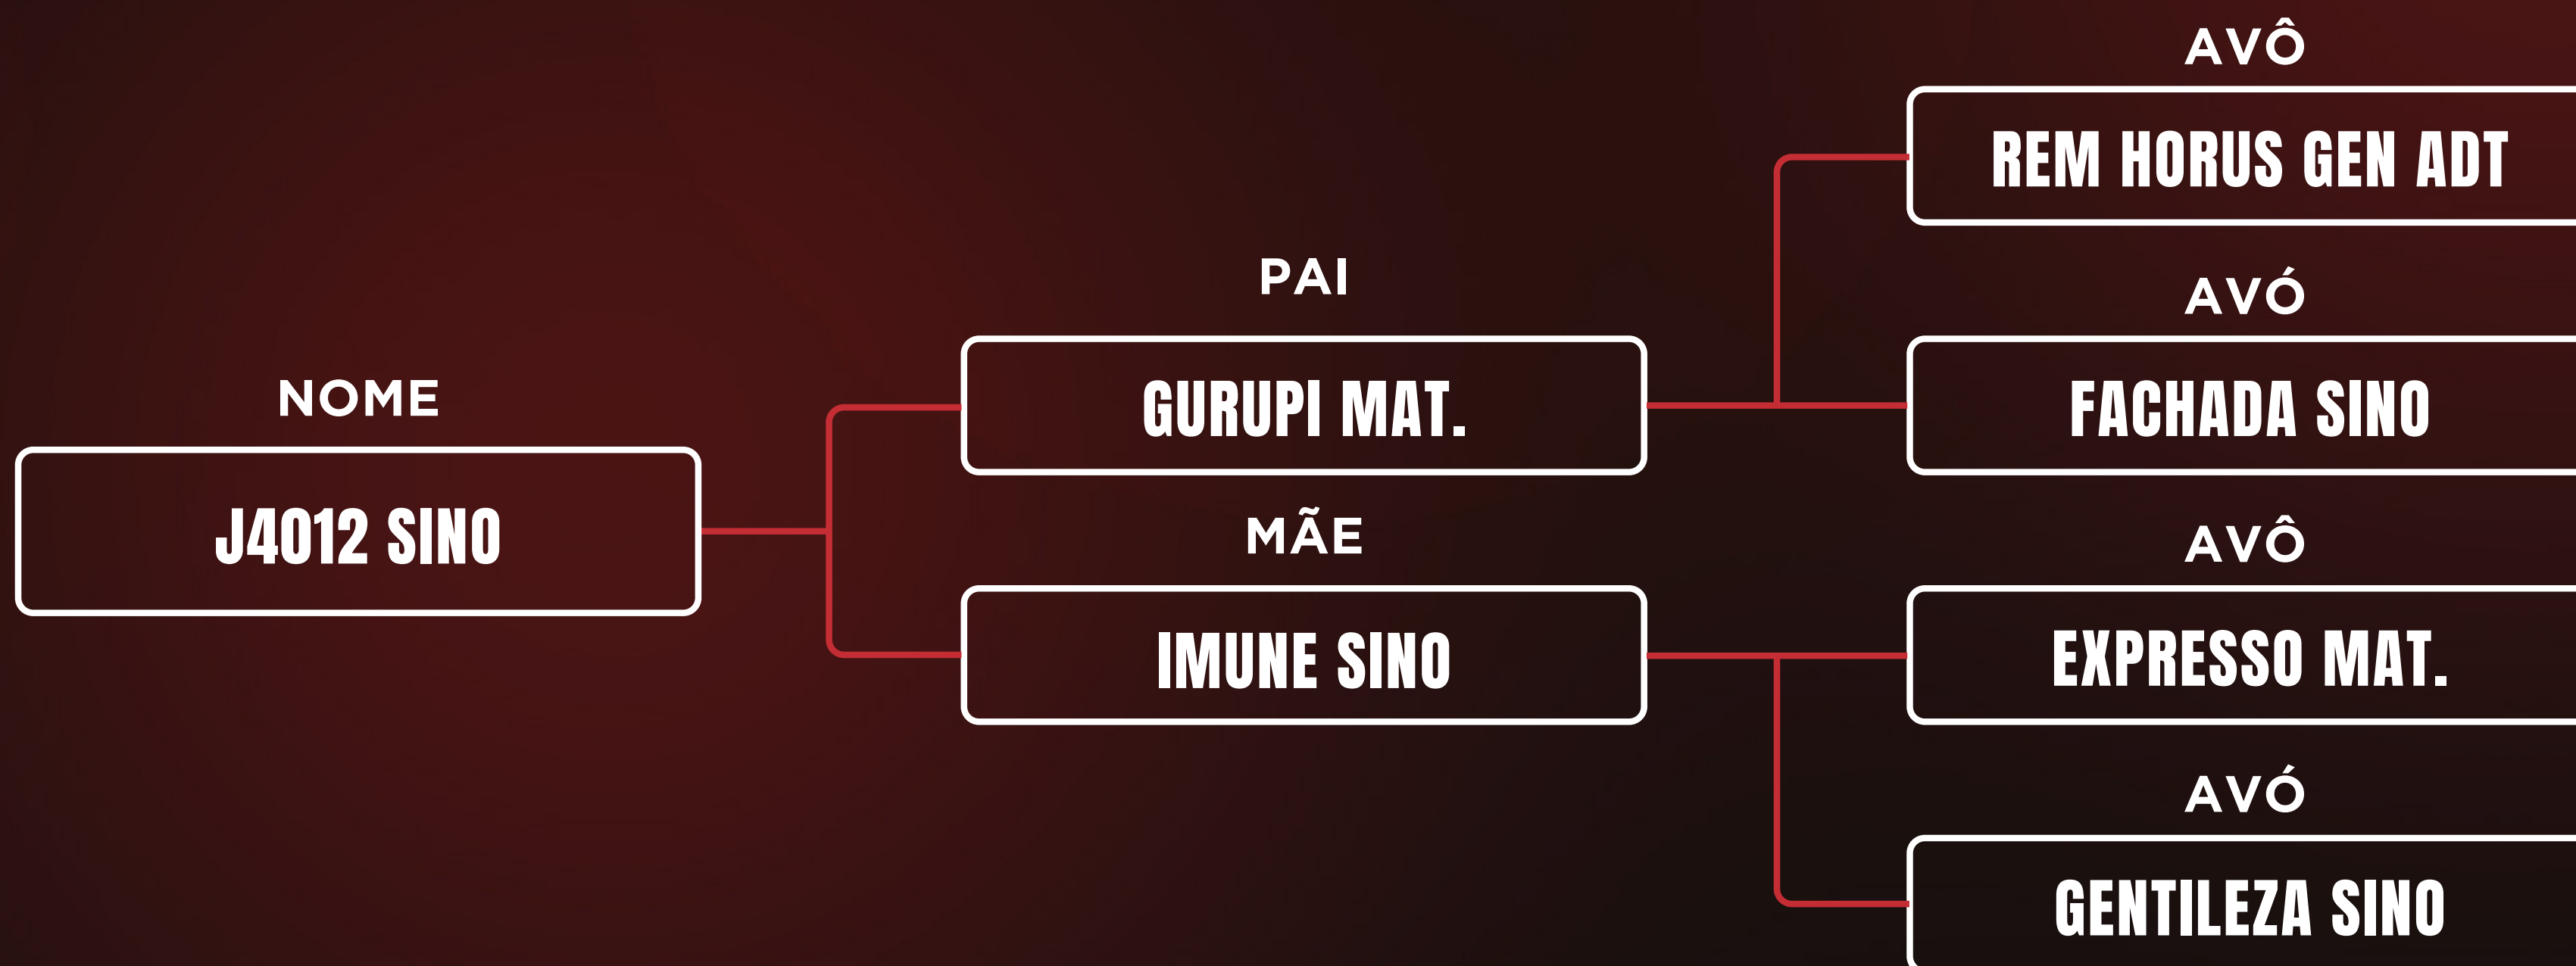 NOME
J4012 SINO
PAI
GURUPI MAT.
MÃE
IMUNE SINO
AVÔ
REM HORUS GEN ADT
AVÓ
FACHADA SINO
AVÔ
EXPRESSO MAT.
AVÓ
GENTILEZA SINO